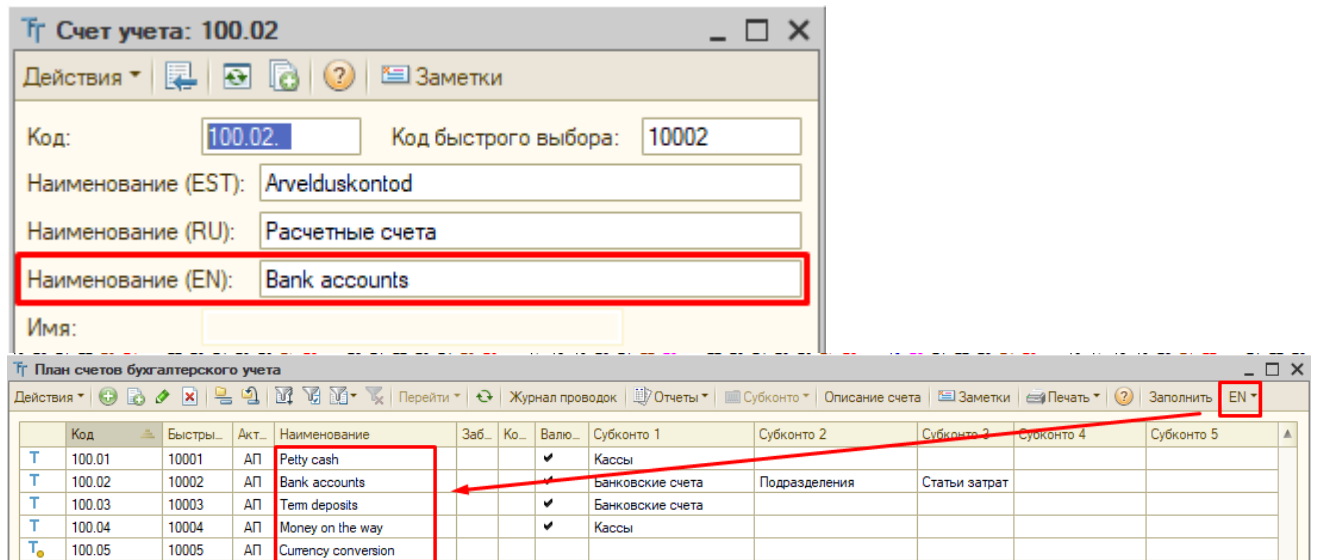 Счет учета: 100.02
Действия Заметки
Код: 100.02. Код быстрого выбора: 10002
Наименование (EST): Arvelduskontod
Наименование (RU): Расчетные счета
Наименование (EN): Bank accounts
Имя:
План счетов бухгалтерского учета
Действия Перейти Журнал проводок Отчеты Субконто Описание счета Заметки Печать Заполнить EN
Код Быстры... Акт... Наименование Заб... Ко... Валю... Субконто 1 Субконто 2 Субконто 3 Субконто 4 Субконто 5
100.01 10001 АП Petty cash Кассы
100.02 10002 АП Bank accounts Банковские счета Подразделения Статьи затрат
100.03 10003 АП Term deposits Банковские счета
100.04 10004 АП Money on the way Кассы
100.05 10005 АП Currency conversion